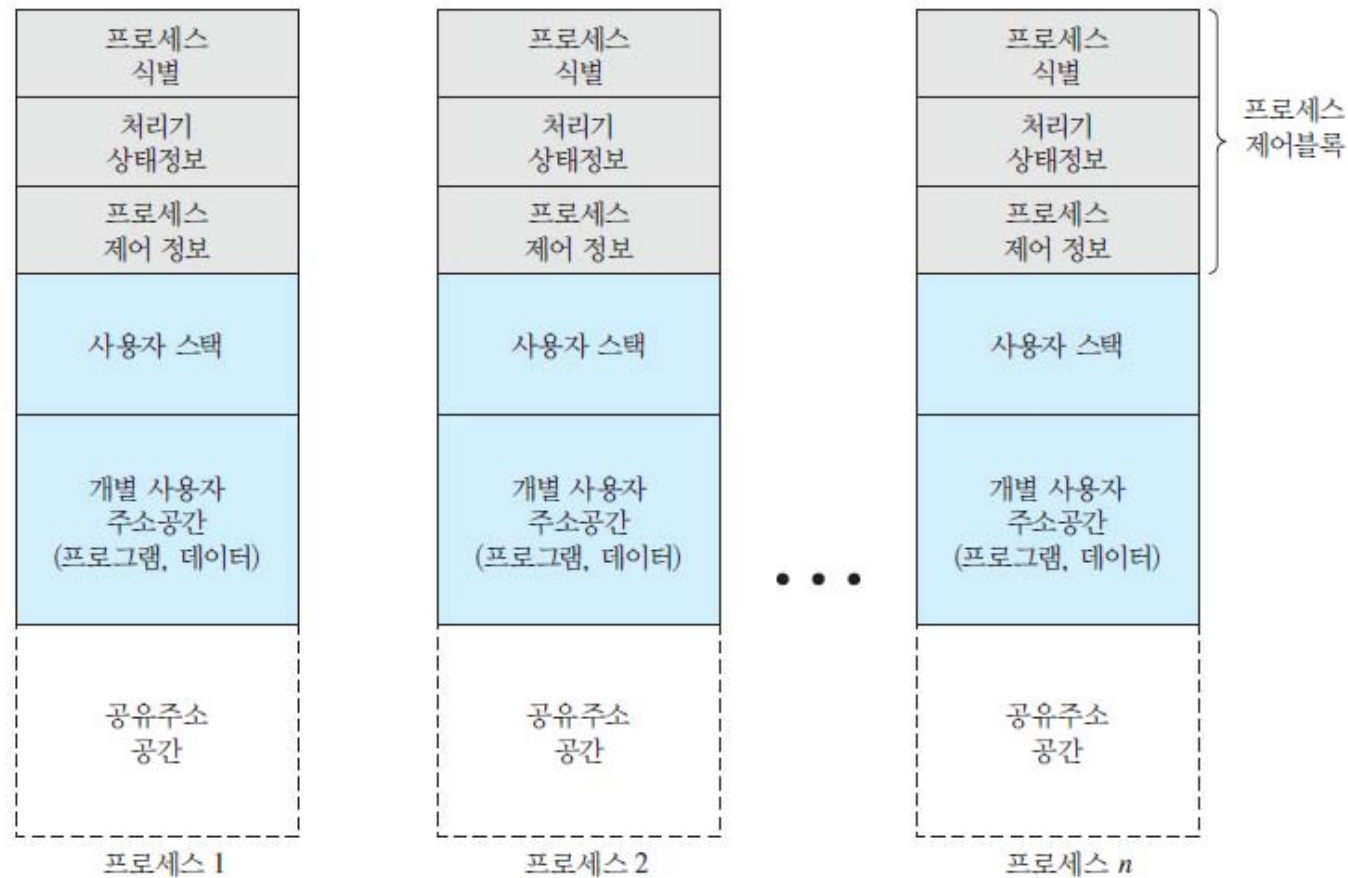 프로세스
식별
처리기
상태정보
프로세스
제어 정보
사용자 스택
개별 사용자
주소공간
(프로그램, 데이터)
공유주소
공간
프로세스 1
프로세스
식별
처리기
상태정보
프로세스
제어 정보
사용자 스택
개별 사용자
주소공간
(프로그램, 데이터)
공유주소
공간
프로세스 2
• • •
프로세스
식별
처리기
상태정보
프로세스
제어 정보
사용자 스택
개별 사용자
주소공간
(프로그램, 데이터)
공유주소
공간
프로세스 n
프로세스
제어블록